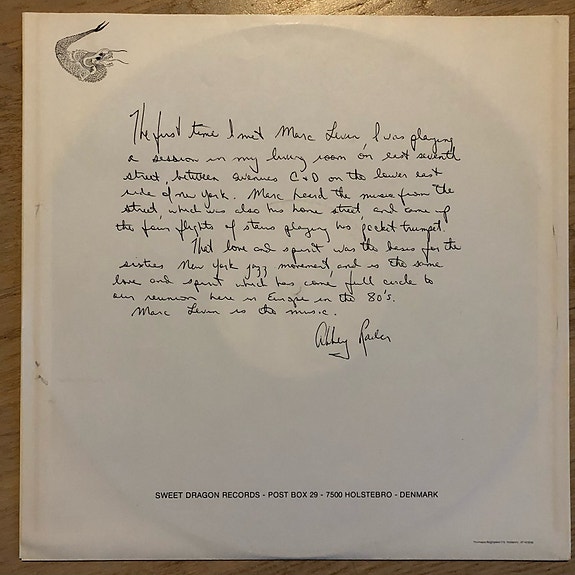 The first time I met Marc Levin I was playing
a session in my living room on east seventh
street, between avenues C + D on the lower east
side of new York. Marc heard the music from the
street, which was also his home street, and came up
the four flights of stairs playing his pocket trumpet.
That love and spirit was the basis for the
sixties New York jazz movement, and is the same
love and spirit which has come full circle to
our reunion here in Europe in the 80's.
Marc Levin is the music.
Abbey Rader
SWEET DRAGON RECORDS - POST BOX 29 - 7500 HOLSTEBRO - DENMARK